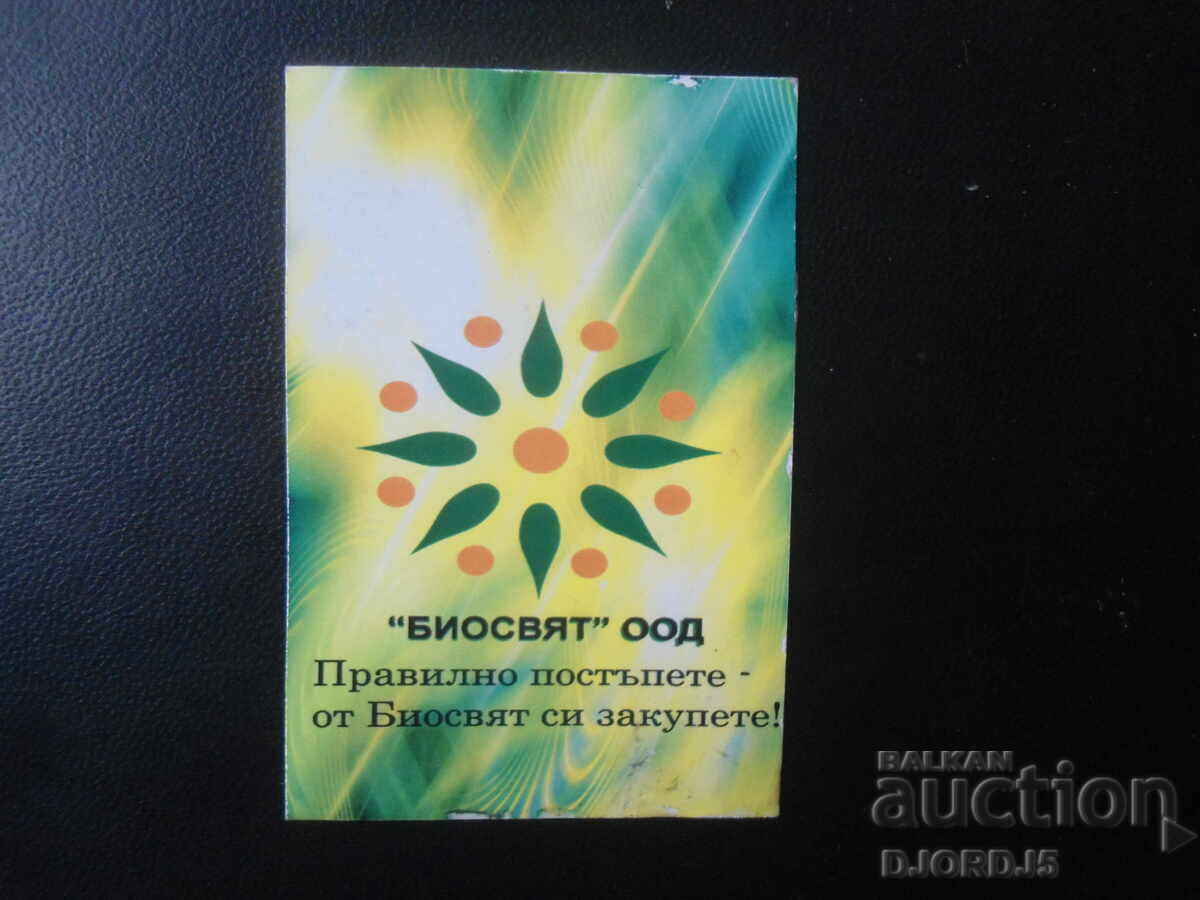 “БИОСВЯТ” ООД
Правилно постъпете -
от Биосвят си закупете!
BALKAN
auction
DJORDJ5